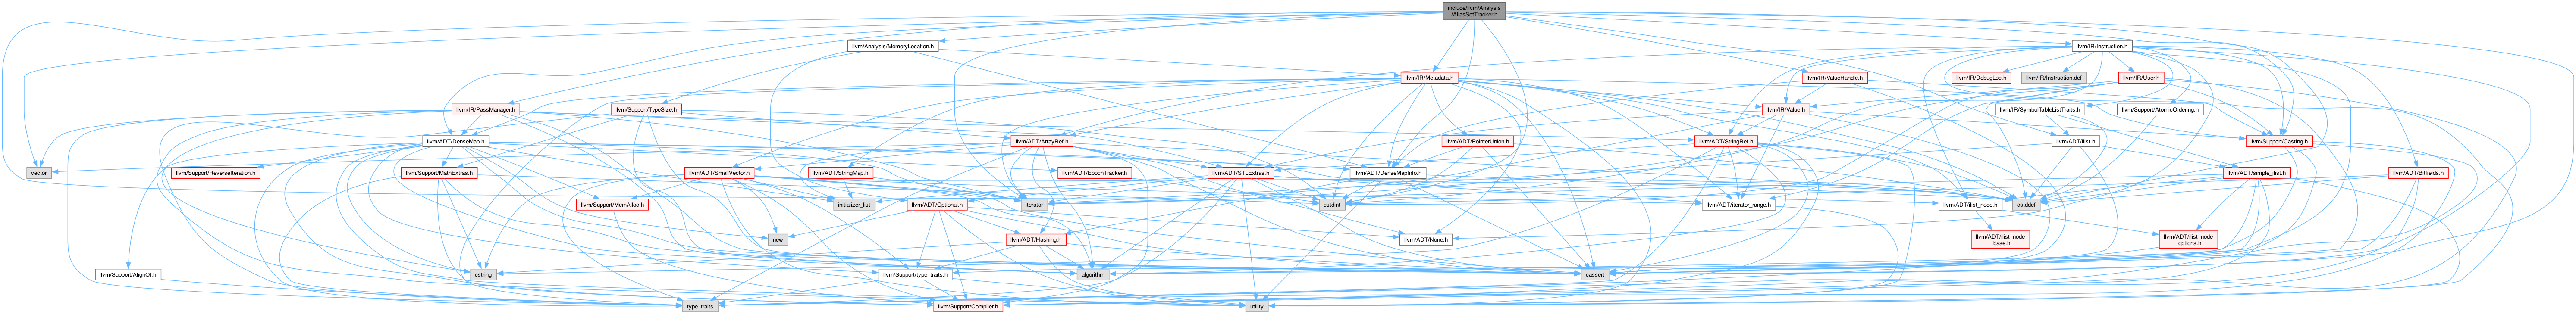 include/llvm/Analysis
/AliasSetTracker.h
llvm/Analysis/MemoryLocation.h
llvm/IR/Instruction.h
llvm/IR/Metadata.h
llvm/IR/ValueHandle.h
llvm/IR/DebugLoc.h
llvm/IR/Instruction.def
llvm/IR/User.h
llvm/IR/PassManager.h
llvm/Support/TypeSize.h
llvm/IR/Value.h
llvm/IR/SymbolTableListTraits.h
llvm/Support/AtomicOrdering.h
llvm/ADT/DenseMap.h
llvm/ADT/ArrayRef.h
llvm/ADT/PointerUnion.h
llvm/ADT/StringRef.h
llvm/ADT/ilist.h
llvm/Support/Casting.h
vector
llvm/Support/ReverseIteration.h
llvm/Support/MathExtras.h
llvm/ADT/SmallVector.h
llvm/ADT/StringMap.h
llvm/ADT/EpochTracker.h
llvm/ADT/STLExtras.h
llvm/ADT/DenseMapInfo.h
llvm/ADT/simple_ilist.h
llvm/ADT/Bitfields.h
llvm/Support/MemAlloc.h
initializer_list
llvm/ADT/Optional.h
iterator
cstdint
llvm/ADT/iterator_range.h
llvm/ADT/ilist_node.h
cstddef
new
llvm/ADT/Hashing.h
llvm/ADT/None.h
llvm/ADT/ilist_node
_base.h
llvm/ADT/ilist_node
_options.h
llvm/Support/AlignOf.h
cstring
llvm/Support/type_traits.h
algorithm
cassert
type_traits
llvm/Support/Compiler.h
utility